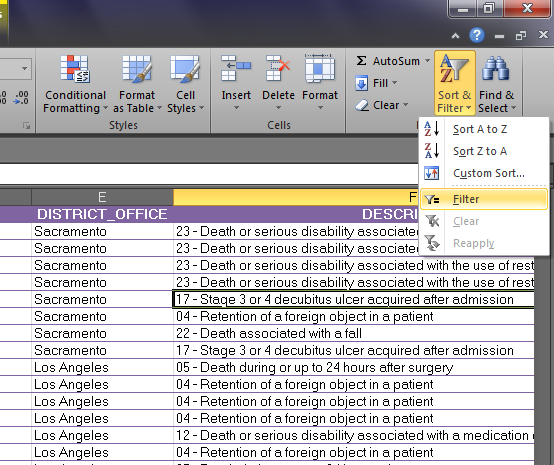 s
Σ AutoSum
Fill
Clear
Conditional Formatting
Format as Table
Cell Styles
Insert
Delete
Format
Sort & Filter
Find & Select
Styles
Cells
Sort A to Z
Sort Z to A
Custom Sort...
Filter
Clear
Reapply
E F
DISTRICT_OFFICE DESCRI
Sacramento 23 - Death or serious disability associated
Sacramento 23 - Death or serious disability associated
Sacramento 23 - Death or serious disability associated with the use of rest
Sacramento 23 - Death or serious disability associated with the use of rest
Sacramento 17 - Stage 3 or 4 decubitus ulcer acquired after admission
Sacramento 04 - Retention of a foreign object in a patient
Sacramento 22 - Death associated with a fall
Sacramento 17 - Stage 3 or 4 decubitus ulcer acquired after admission
Los Angeles 05 - Death during or up to 24 hours after surgery
Los Angeles 04 - Retention of a foreign object in a patient
Los Angeles 04 - Retention of a foreign object in a patient
Los Angeles 04 - Retention of a foreign object in a patient
Los Angeles 12 - Death or serious disability associated with a medication
Los Angeles 04 - Retention of a foreign object in a patient